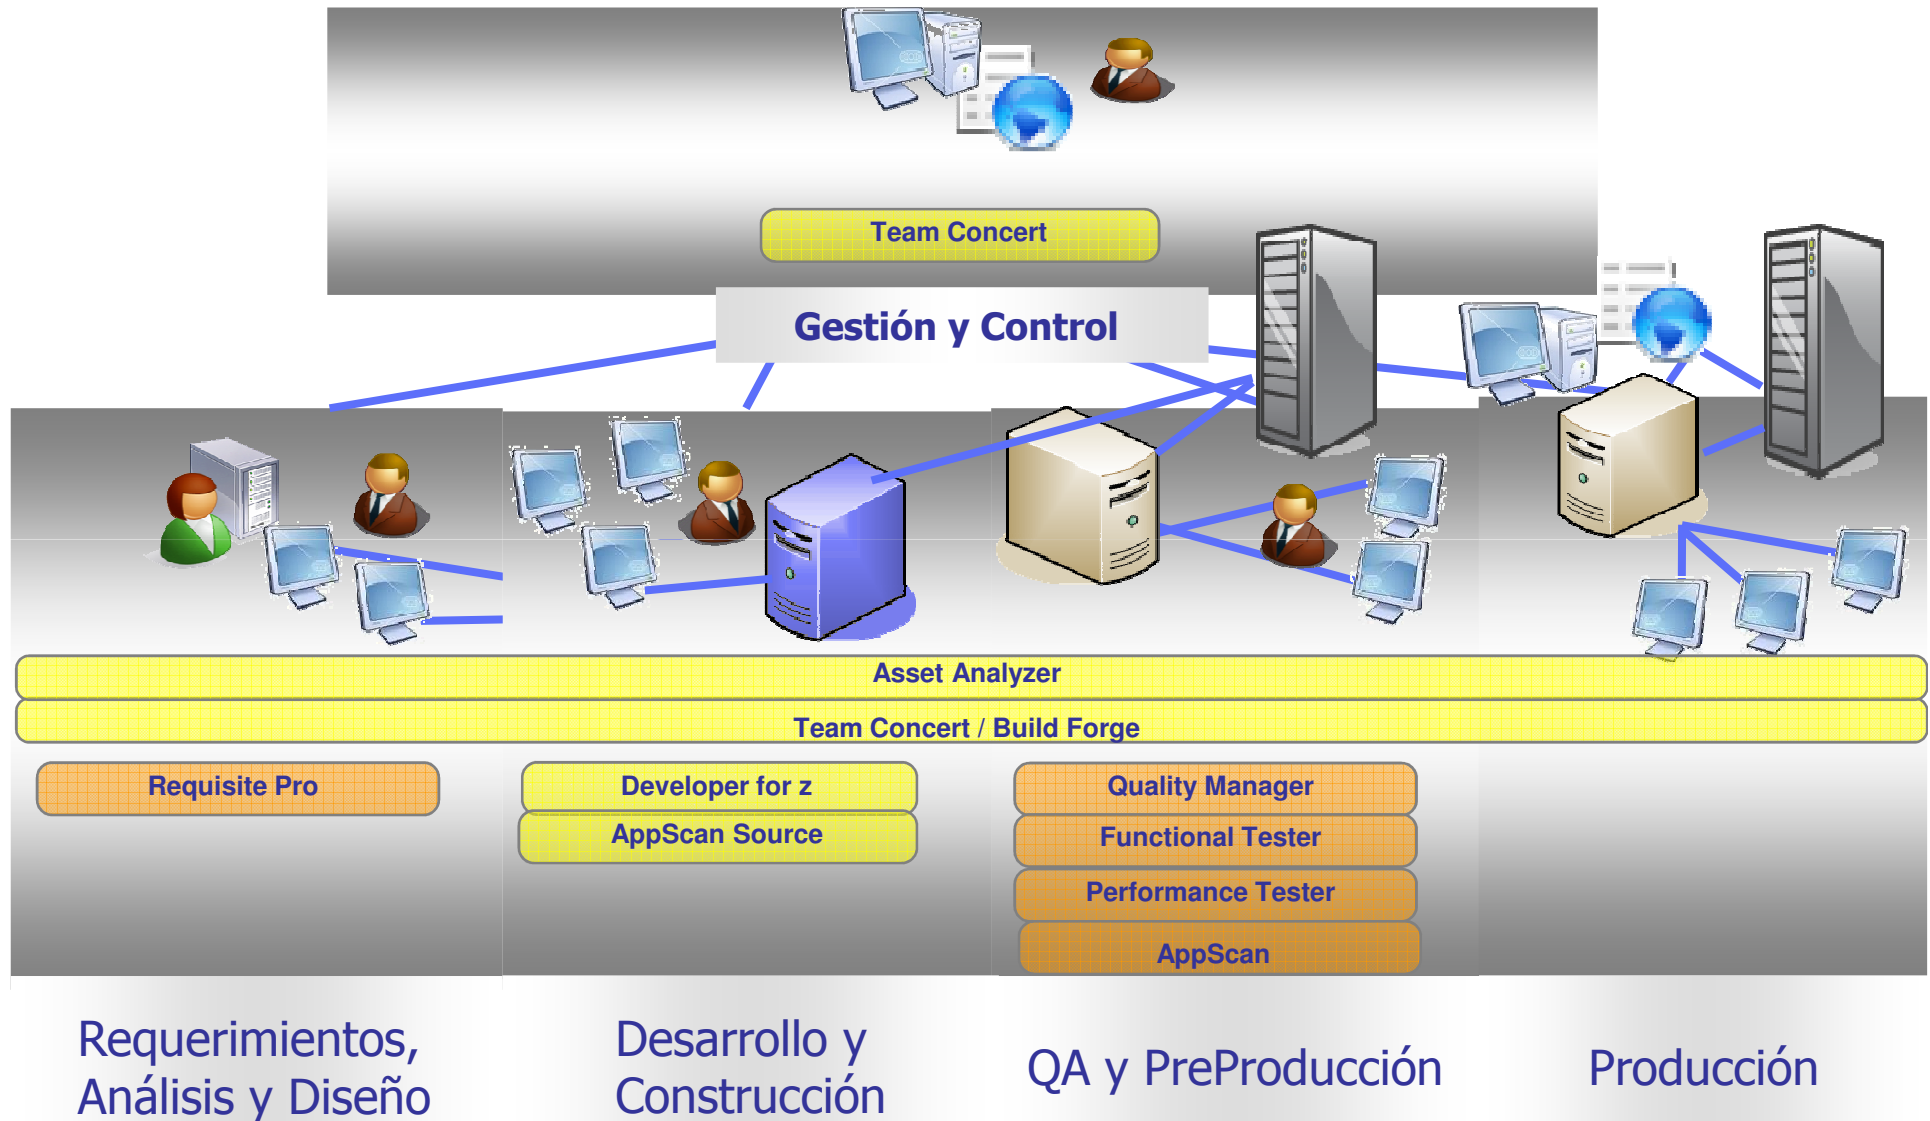 Team Concert
Gestión y Control
Asset Analyzer
Team Concert / Build Forge
Requisite Pro
Developer for z
AppScan Source
Quality Manager
Functional Tester
Performance Tester
AppScan
Requerimientos,
Análisis y Diseño
Desarrollo y
Construcción
QA y PreProducción
Producción